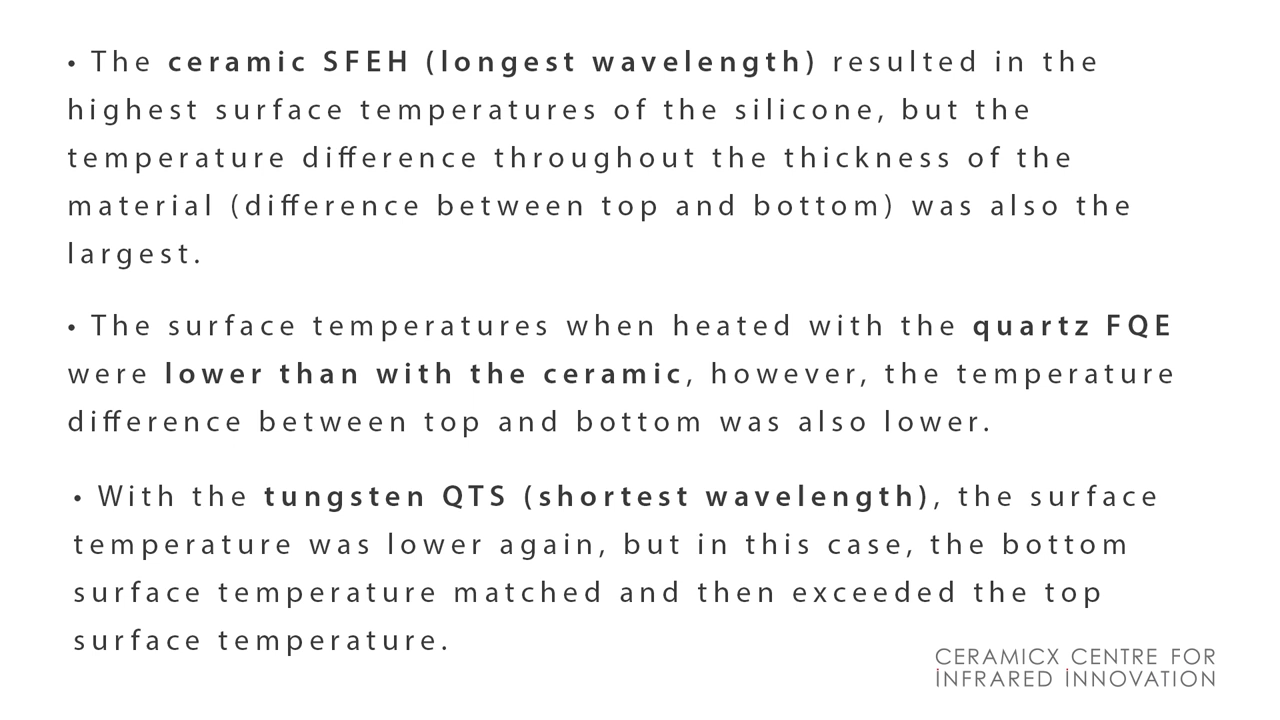 • The ceramic SFEH (longest wavelength) resulted in the
highest surface temperatures of the silicone, but the
temperature difference throughout the thickness of the
material (difference between top and bottom) was also the
largest.
• The surface temperatures when heated with the quartz FQE
were lower than with the ceramic, however, the temperature
difference between top and bottom was also lower.
• With the tungsten QTS (shortest wavelength), the surface
temperature was lower again, but in this case, the bottom
surface temperature matched and then exceeded the top
surface temperature.
CERAMICX CENTRE FOR
İNFRARED İNNOVATION